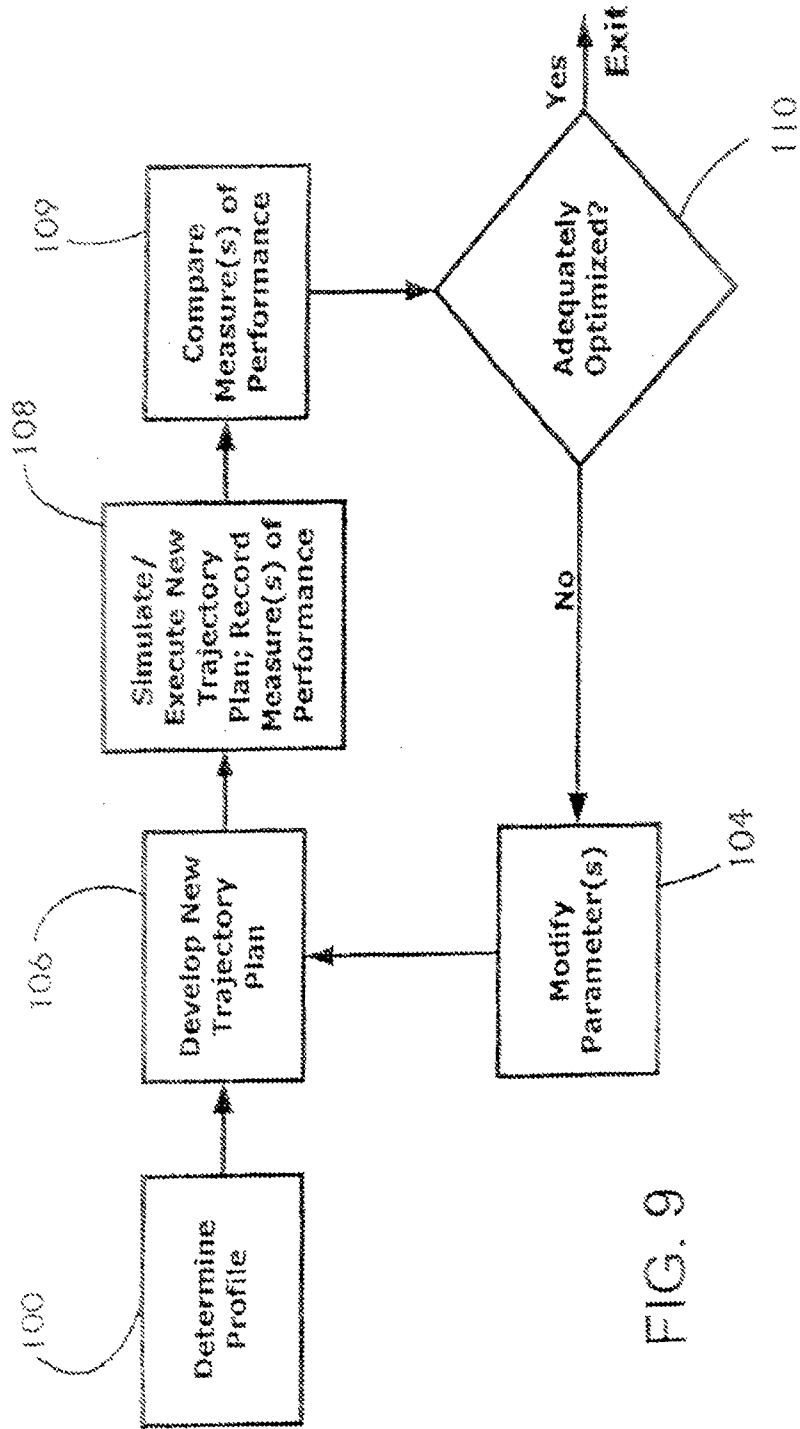 100
Determine
Profile
106
Develop New
Trajectory
Plan
108
Simulate/
Execute New
Trajectory
Plan; Record
Measure(s) of
Performance
109
Compare
Measure(s) of
Performance
Adequately
Optimized?
110
Yes
Exit
No
Modify
Parameter(s)
104
FIG. 9